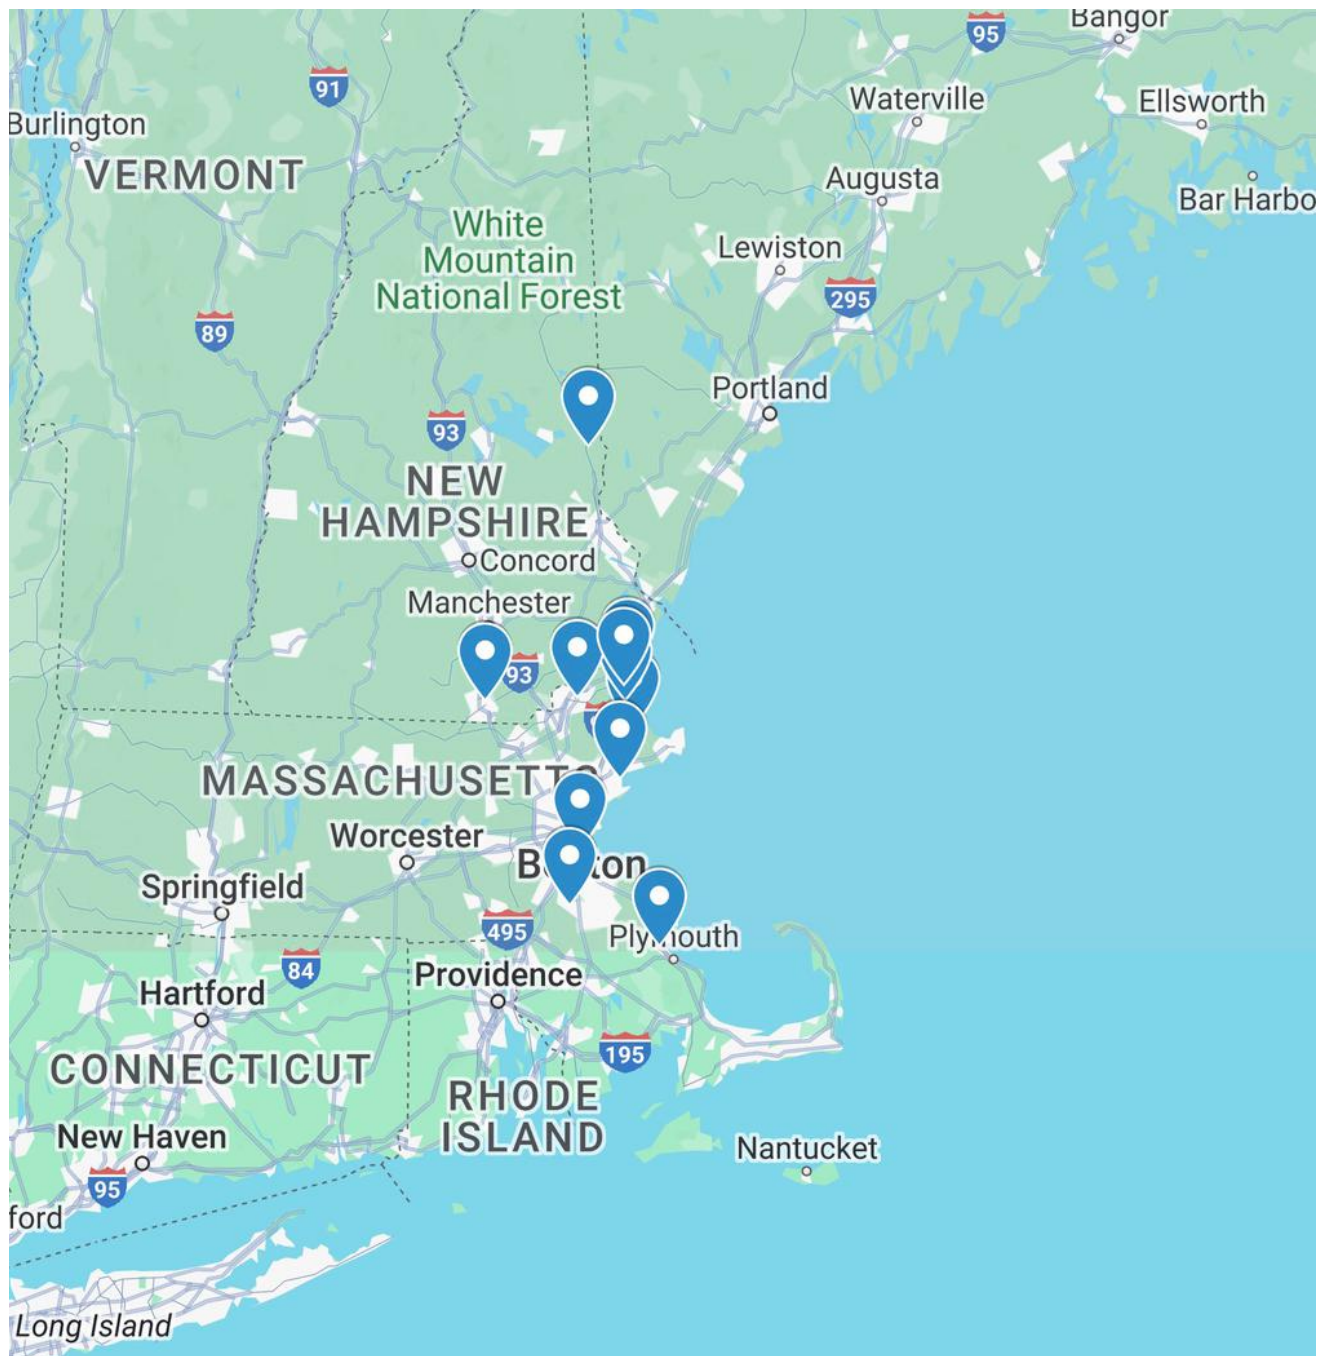 Bangor
95
91
Waterville
Ellsworth
Burlington
VERMONT
Augusta
Bar Harbo
White
Mountain
National Forest
Lewiston
295
89
Portland
93
NEW
HAMPSHIRE
Concord
Manchester
93
MASSACHUSETTS
Worcester
B ton
Springfield
495
Plymouth
84
Providence
Hartford
195
CONNECTICUT
RHODE
ISLAND
New Haven
Nantucket
95
ford
Long Island